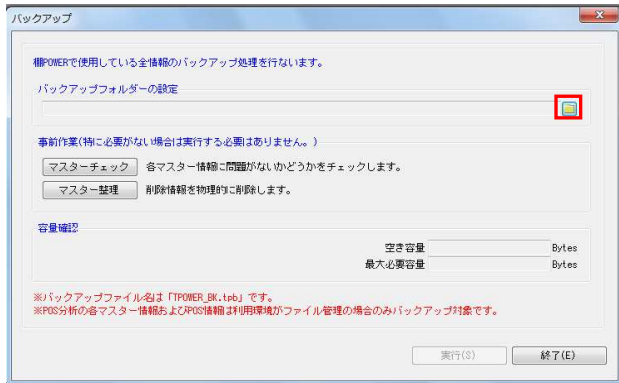 バックアップ
棚POWERで使用している全情報のバックアップ処理を行ないます。
バックアップフォルダーの設定
事前作業(特に必要がない場合は実行する必要はありません。)
マスターチェック 各マスター情報に問題がないかどうかをチェックします。
マスター整理 削除情報を物理的に削除します。
容量確認
空き容量 Bytes
最大必要容量 Bytes
※バックアップファイル名は「TPOWER_BK.tpb」です。
※POS分析の各マスター情報およびPOS情報は利用環境がファイル管理の場合のみバックアップ対象です。
実行(S) 終了(E)